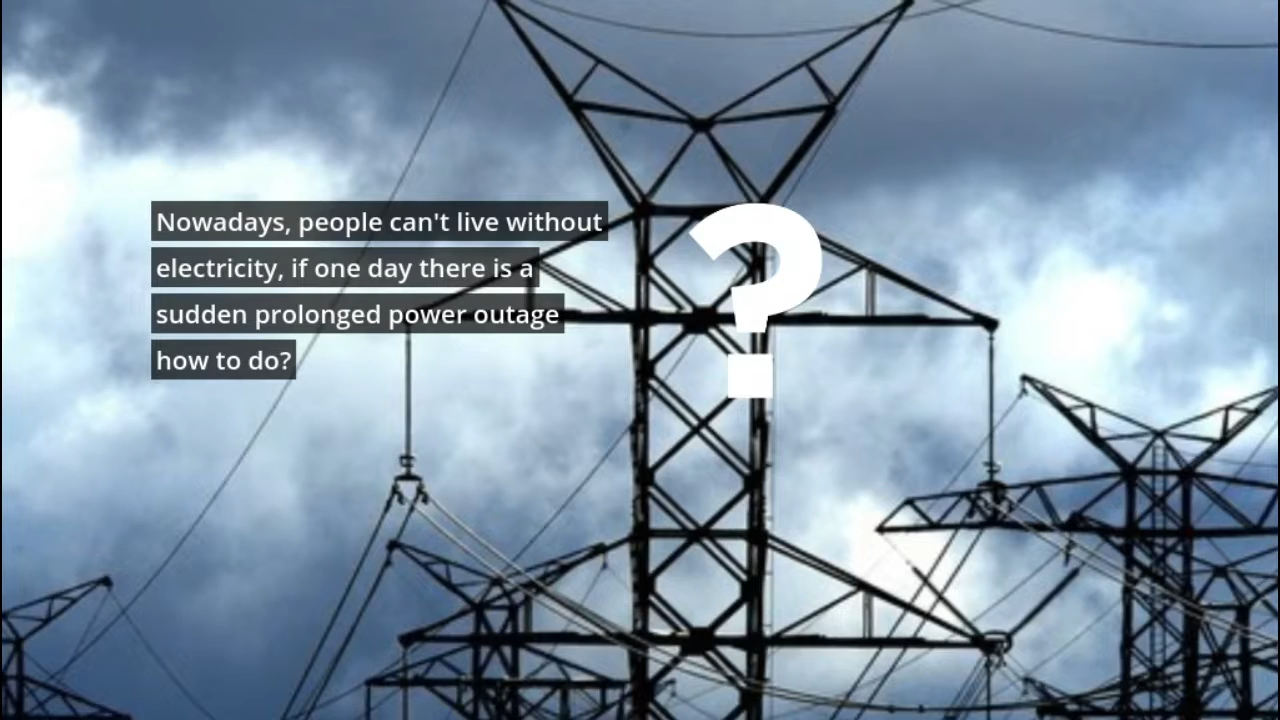 Nowadays, people can't live without
electricity, if one day there is a
sudden prolonged power outage
how to do?
?